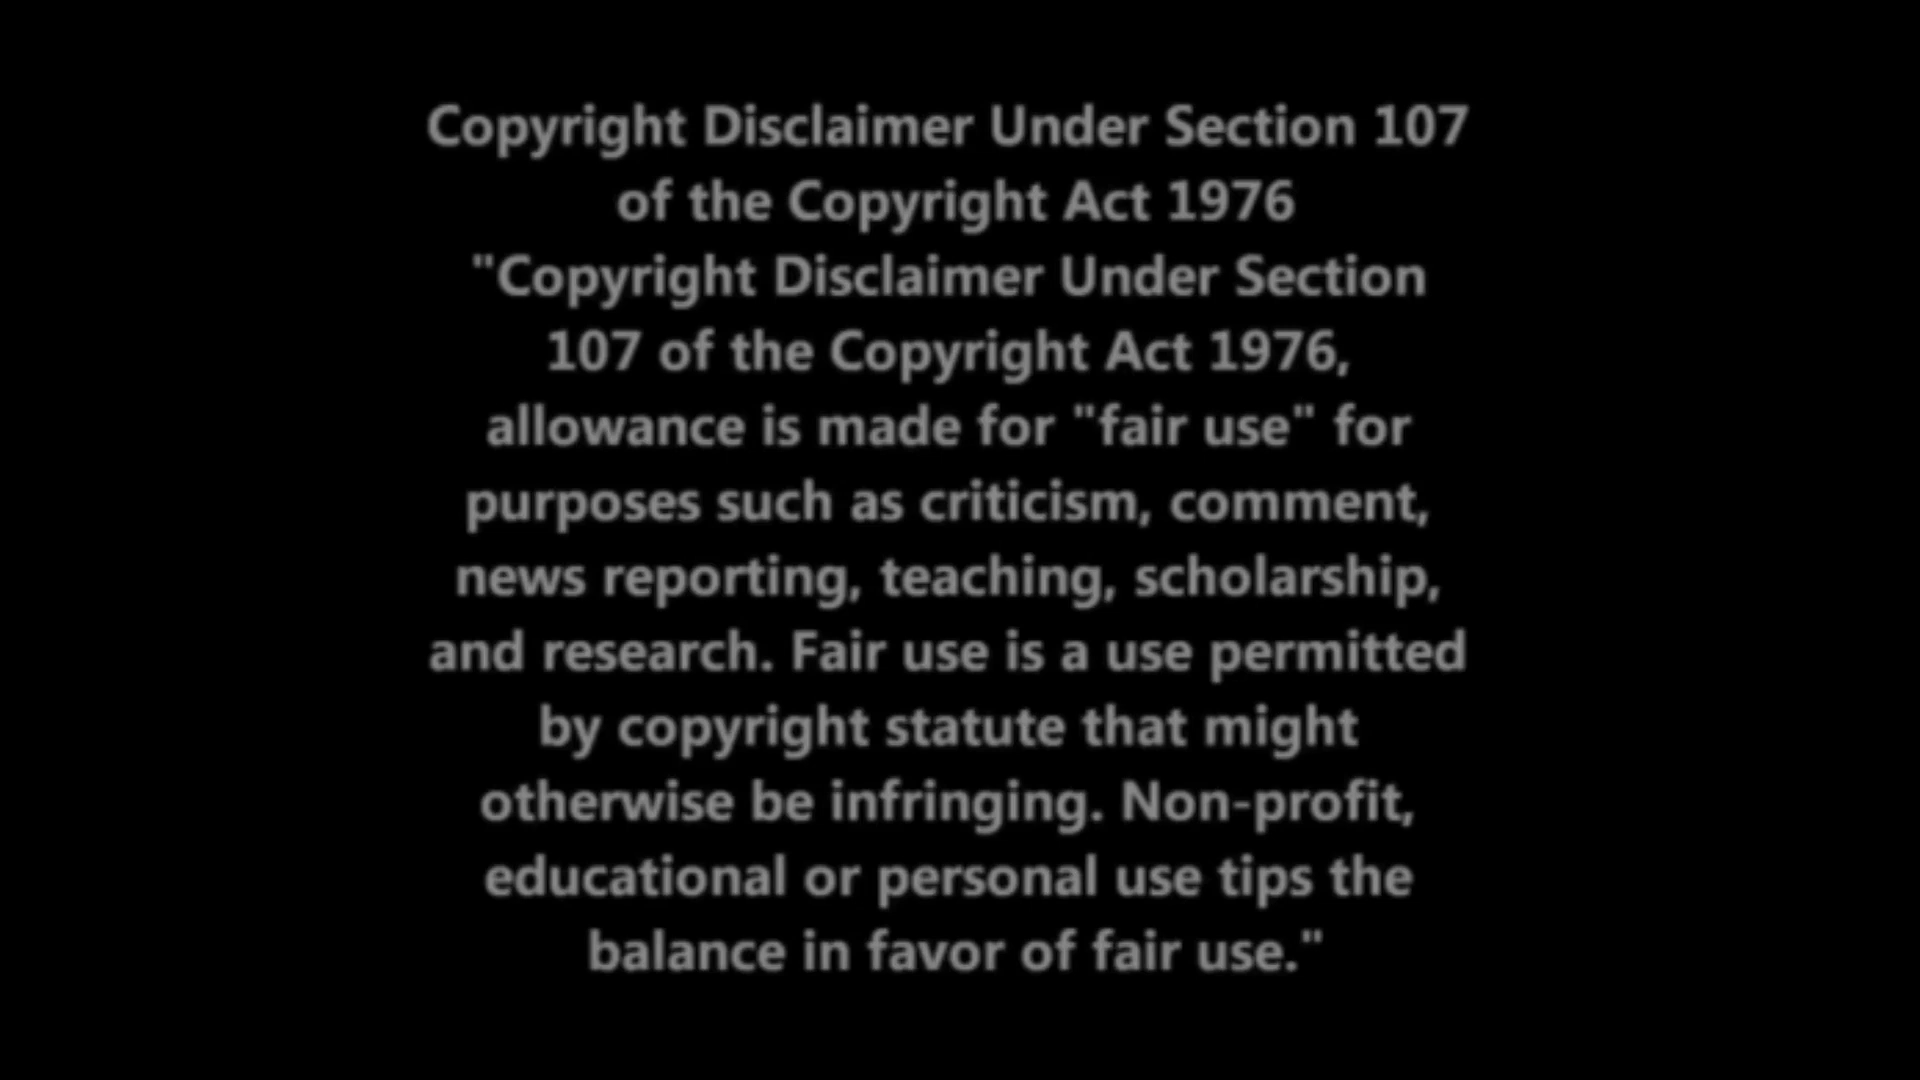 Copyright Disclaimer Under Section 107
of the Copyright Act 1976
"Copyright Disclaimer Under Section
107 of the Copyright Act 1976,
allowance is made for "fair use" for
purposes such as criticism, comment,
news reporting, teaching, scholarship,
and research. Fair use is a use permitted
by copyright statute that might
otherwise be infringing. Non-profit,
educational or personal use tips the
balance in favor of fair use."